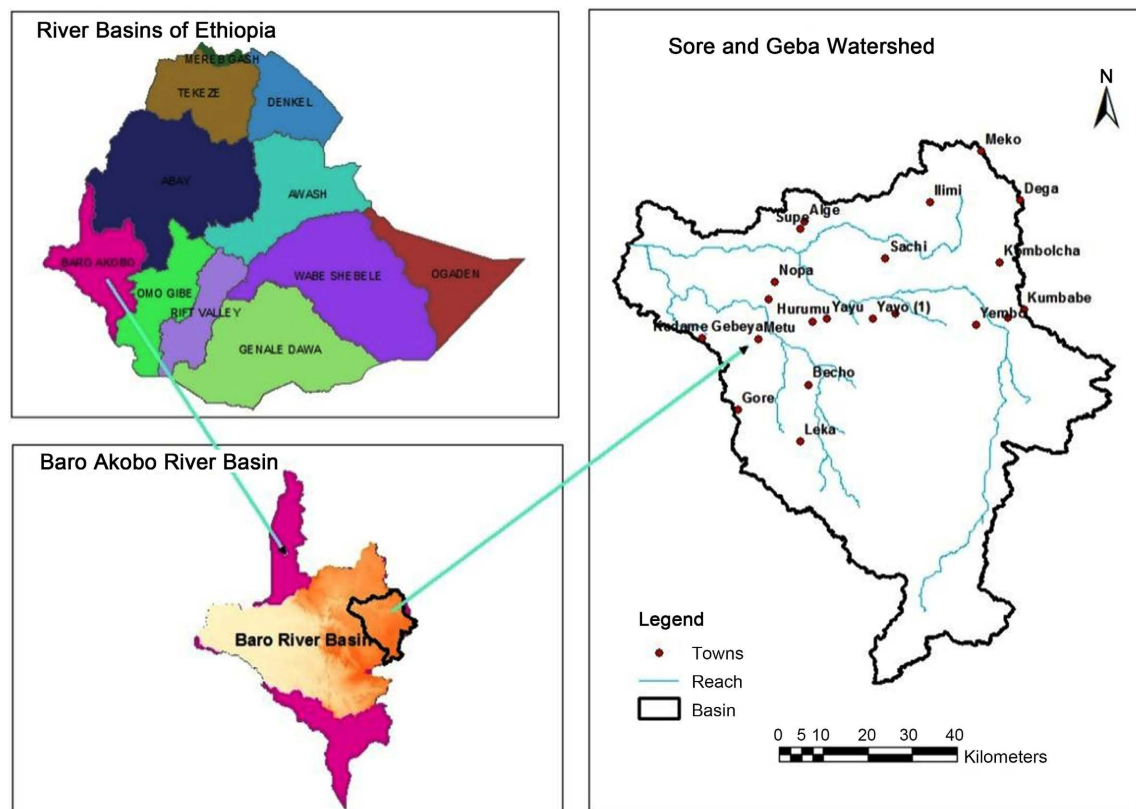 River Basins of Ethiopia
MEREB GASH
TEKEZE
DENKEL
ABAY
AWASH
BARO AKOBO
OMO GIBE
RIFT VALLEY
WABE SHEBELE
OGADEN
GENALE DAWA
Baro Akobo River Basin
Baro River Basin
Sore and Geba Watershed
N
Meko
Dega
Ilimi
Alge
Supe
Sachi
Kombolcha
Nopa
Kumbabe
Hurumu
Yayu
Yayo (1)
Yembo
Kedame Gebeya
Metu
Becho
Gore
Leka
Legend
Towns
Reach
Basin
0 5 10 20 30 40
Kilometers